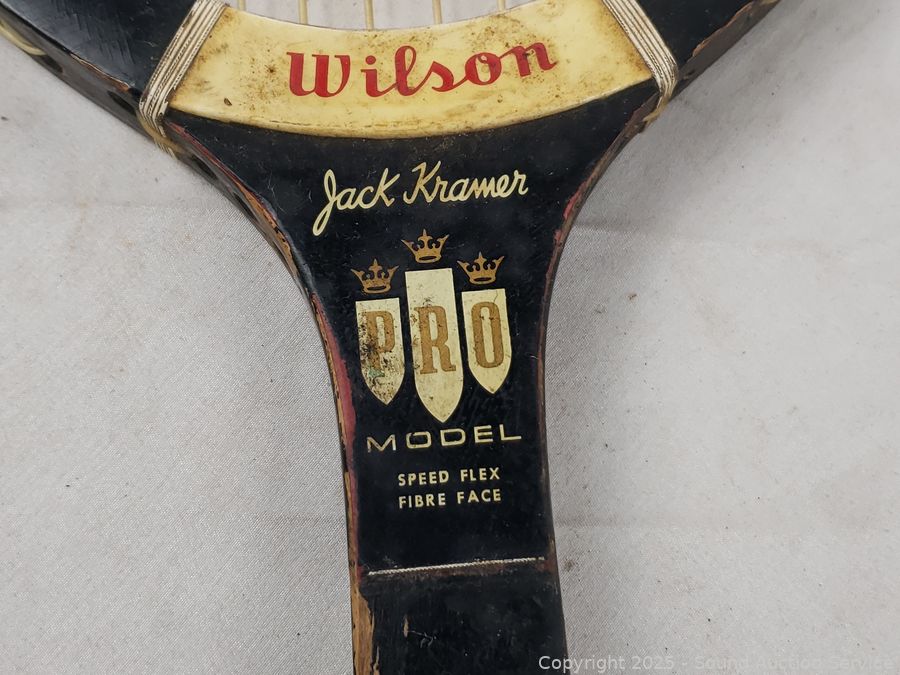 Wilson
Jack Kramer
PRO
MODEL
SPEED FLEX
FIBRE FACE
Copyright 2025 - Sound Auction Service